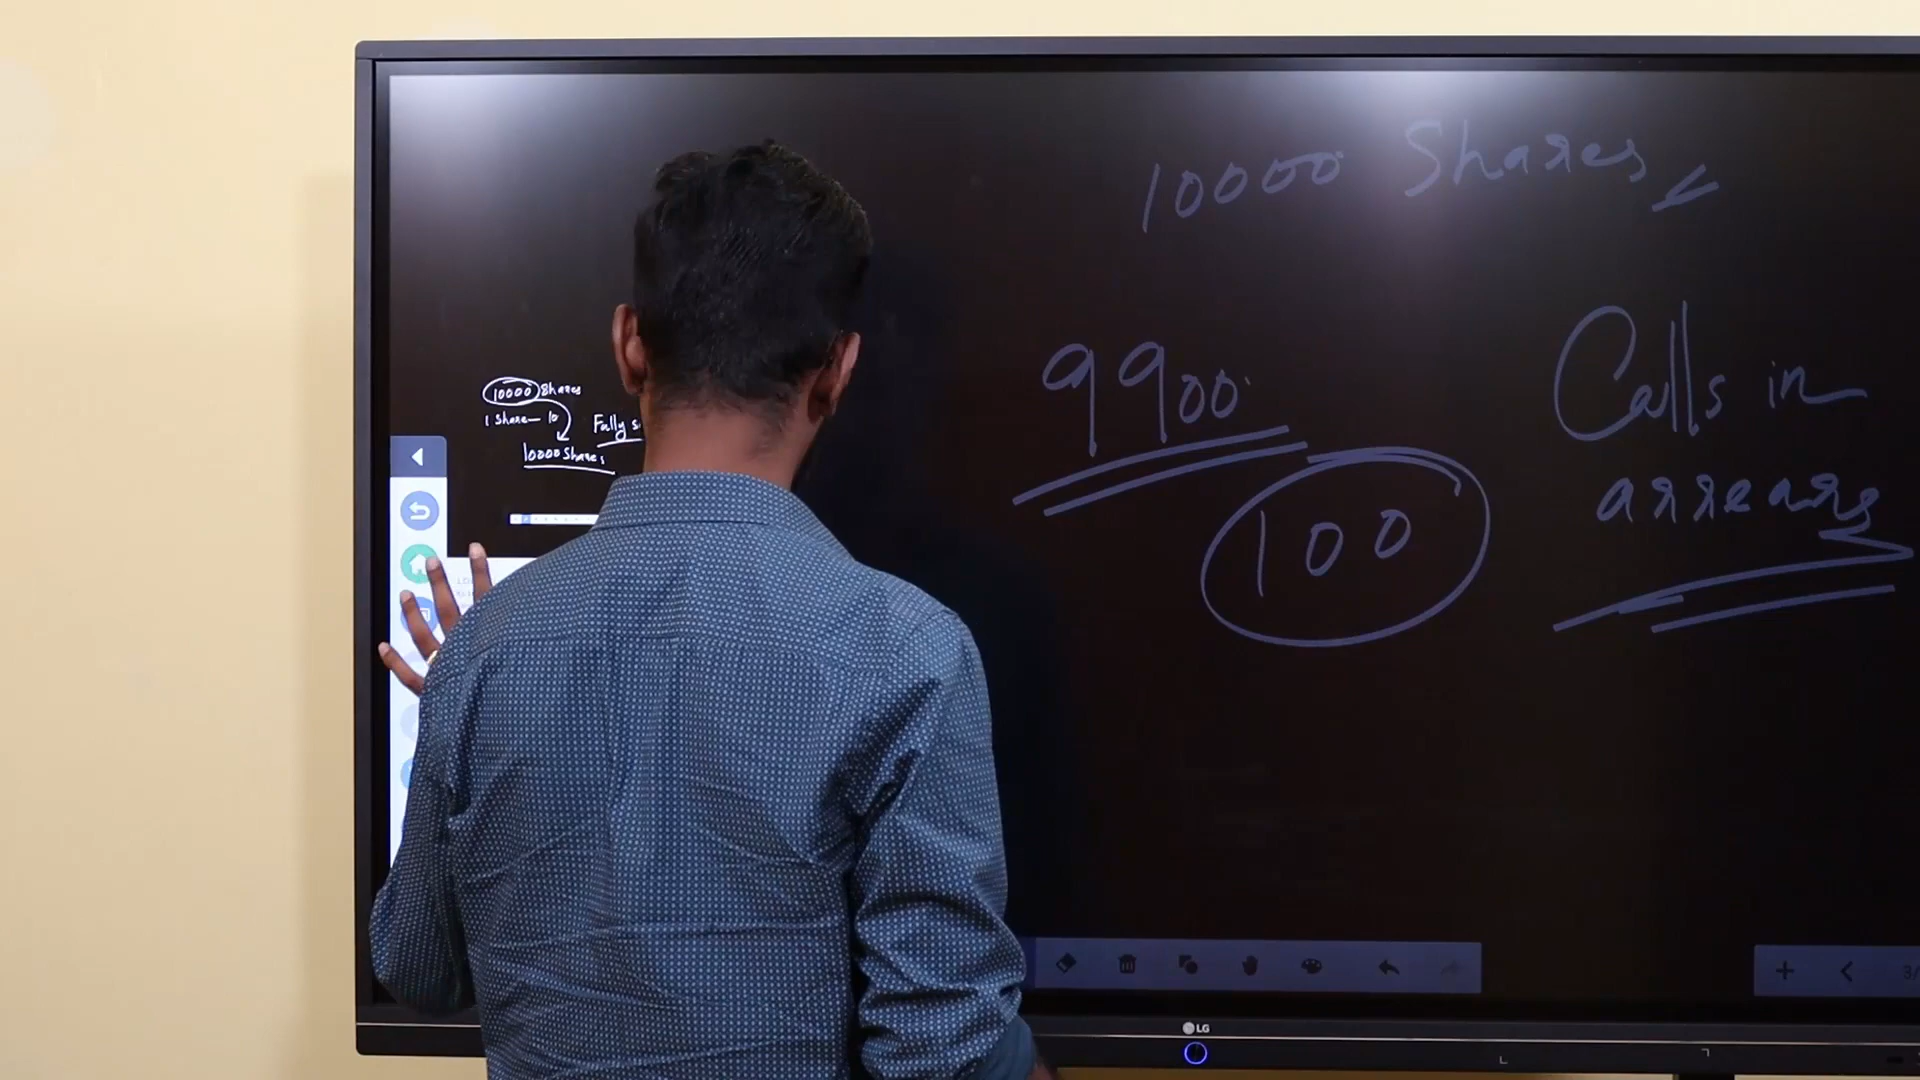 10000 Shares
9900
100
Calls in
arrears
10000 Shares
1 Share - 10
Fully
10000 Shares
LG